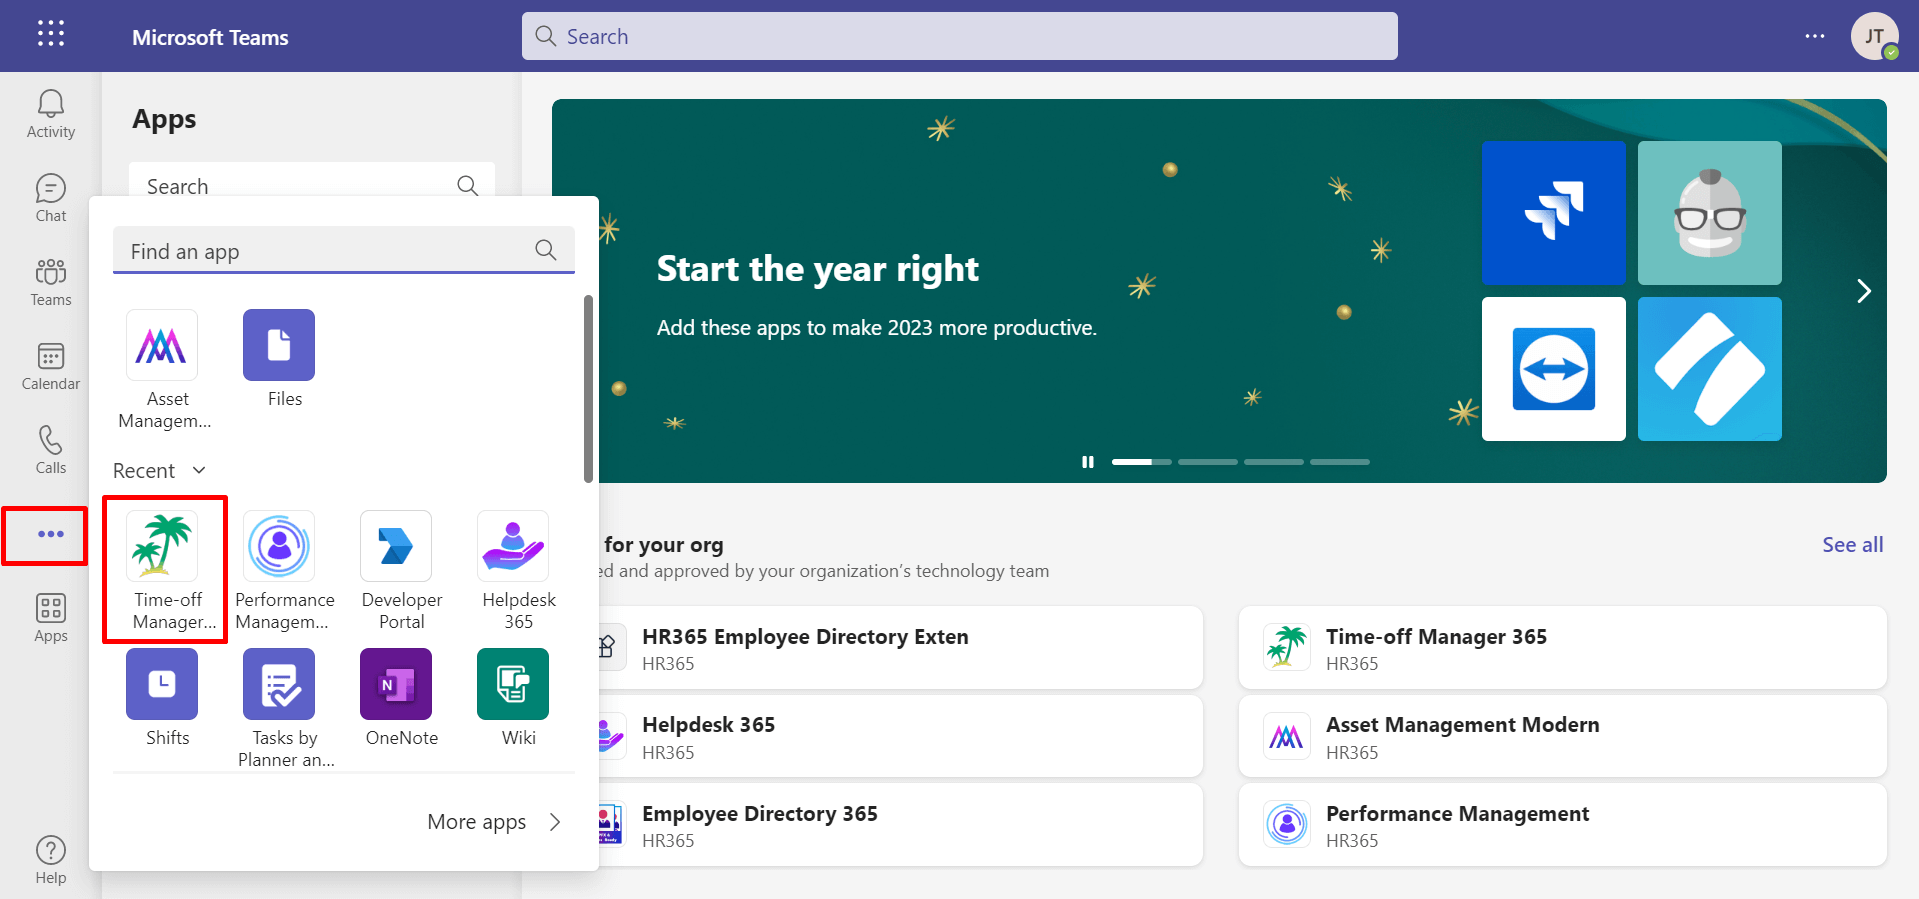 Microsoft Teams
Search
JT
Activity
Chat
Teams
Calendar
Calls
Apps
Help
Apps
Search
Find an app
Asset
Managem...
Files
Recent
Time-off
Manager...
Performance
Managem...
Developer
Portal
Helpdesk
365
Shifts
Tasks by
Planner an...
OneNote
Wiki
More apps
Start the year right
Add these apps to make 2023 more productive.
for your org
See all
ed and approved by your organization’s technology team
HR365 Employee Directory Exten
HR365
Time-off Manager 365
HR365
Helpdesk 365
HR365
Asset Management Modern
HR365
Employee Directory 365
HR365
Performance Management
HR365